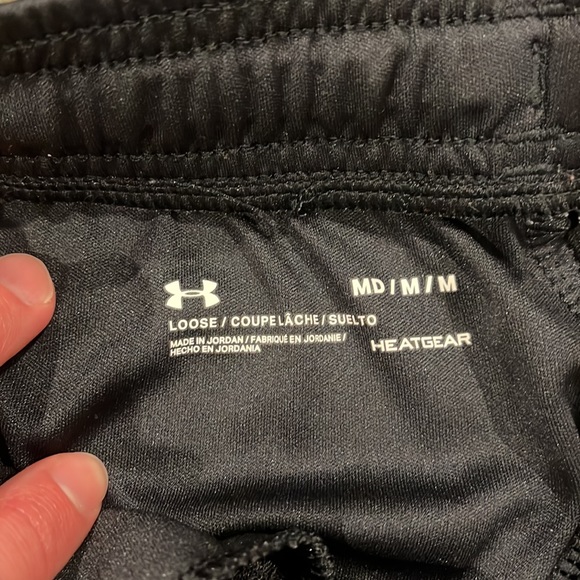 MD / M / M
LOOSE / COUPE LÂCHE / SUELTO
MADE IN JORDAN / FABRIQUÉ EN JORDANIE /
HECHO EN JORDANIA
HEATGEAR